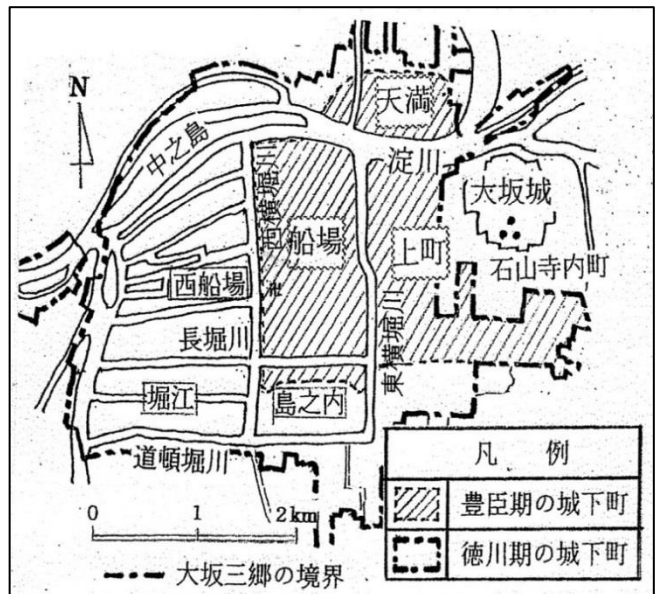 N
天満
中之島
淀川
西横堀川
大坂城
船場
上町
石山寺内町
西船場
卍
東横堀川
長堀川
堀江
島之内
道頓堀川
0 1 2km
大坂三郷の境界
凡例
豊臣期の城下町
徳川期の城下町